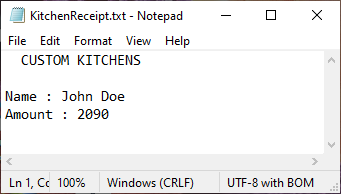 KitchenReceipt.txt - Notepad
File Edit Format View Help
CUSTOM KITCHENS
Name : John Doe
Amount : 2090
Ln 1, Cc 100% Windows (CRLF) UTF-8 with BOM